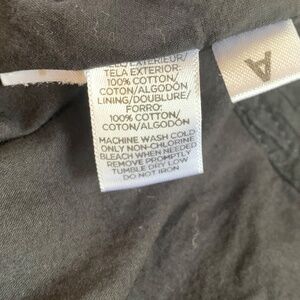 TELA EXTERIOR:
100% COTTON/
COTON/ALGODÓN
LINING/DOUBLURE/
FORRO:
100% COTTON/
COTON/ALGODÓN
MACHINE WASH COLD
ONLY NON-CHLORINE
BLEACH WHEN NEEDED
REMOVE PROMPTLY
TUMBLE DRY LOW
DO NOT IRON
A